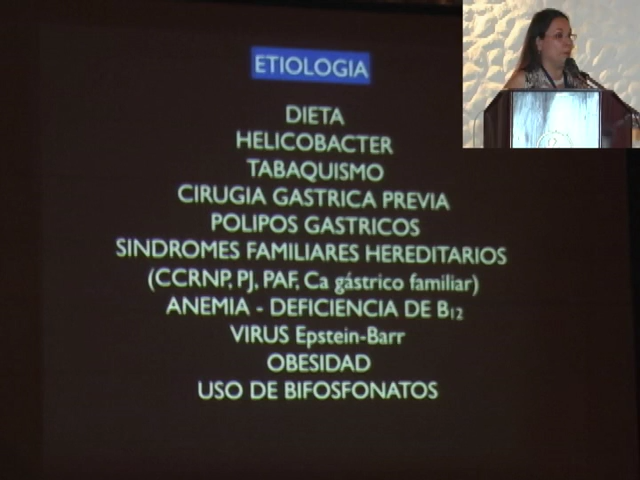 ETIOLOGIA
DIETA
HELICOBACTER
TABAQUISMO
CIRUGIA GASTRICA PREVIA
POLIPOS GASTRICOS
SINDROMES FAMILIARES HEREDITARIOS
(CCRNP, PJ, PAF, Ca gástrico familiar)
ANEMIA - DEFICIENCIA DE B12
VIRUS Epstein-Barr
OBESIDAD
USO DE BIFOSFONATOS